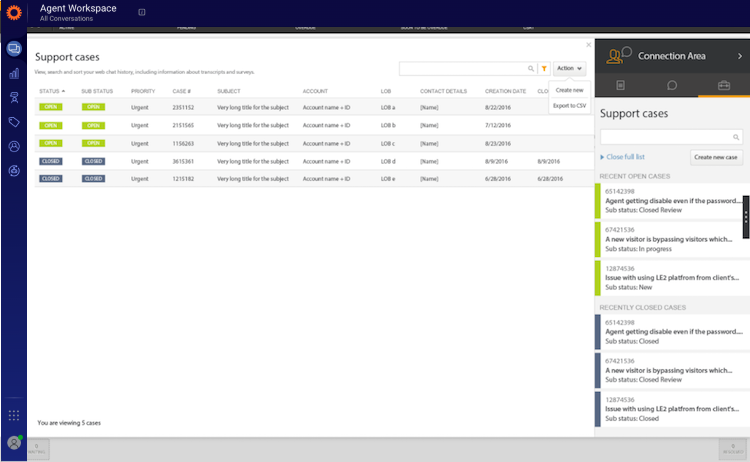 Agent Workspace
All Conversations
Support cases
View, search and sort your web chat history, including information about transcripts and surveys.
Action
Create new
Export to CSV
STATUS SUB STATUS PRIORITY CASE # SUBJECT ACCOUNT LOB CONTACT DETAILS CREATION DATE
OPEN OPEN Urgent 2351152 Very long title for the subject Account name + ID LOB a [Name] 8/22/2016
OPEN OPEN Urgent 2151565 Very long title for the subject Account name + ID LOB b [Name] 7/12/2016
OPEN OPEN Urgent 1156263 Very long title for the subject Account name + ID LOB c [Name] 8/23/2016
CLOSED CLOSED Urgent 3615361 Very long title for the subject Account name + ID LOB d [Name] 8/9/2016 8/9/2016
CLOSED CLOSED Urgent 1215182 Very long title for the subject Account name + ID LOB e [Name] 6/28/2016 6/28/2016
You are viewing 5 cases
Connection Area
Support cases
Close full list
Create new case
RECENT OPEN CASES
65142398
Agent getting disable even if the password....
Sub status: Closed Review
67421536
A new visitor is bypassing visitors which...
Sub status: In progress
12874536
Issue with using LE2 platfrom from client's...
Sub status: New
RECENTLY CLOSED CASES
65142398
Agent getting disable even if the password....
Sub status: Closed
67421536
A new visitor is bypassing visitors which...
Sub status: Closed Review
12874536
Issue with using LE2 platfrom from client's...
Sub status: Closed